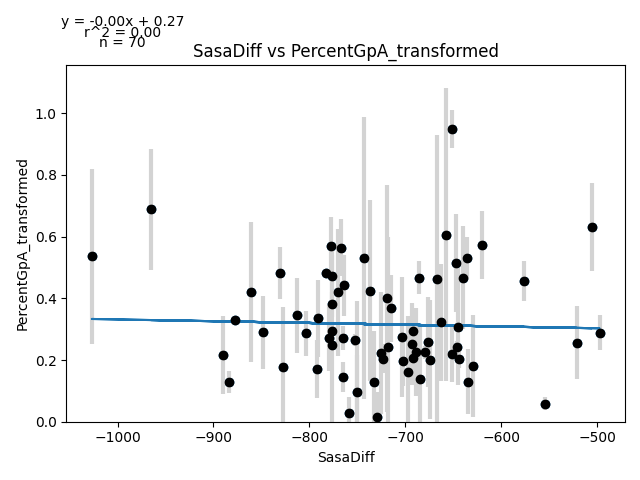 y = -0.00x + 0.27
r^2 = 0.00
n = 70
SasaDiff vs PercentGpA_transformed
1.0
0.8
0.6
0.4
0.2
0.0
PercentGpA_transformed
−1000 −900 −800 −700 −600 −500
SasaDiff